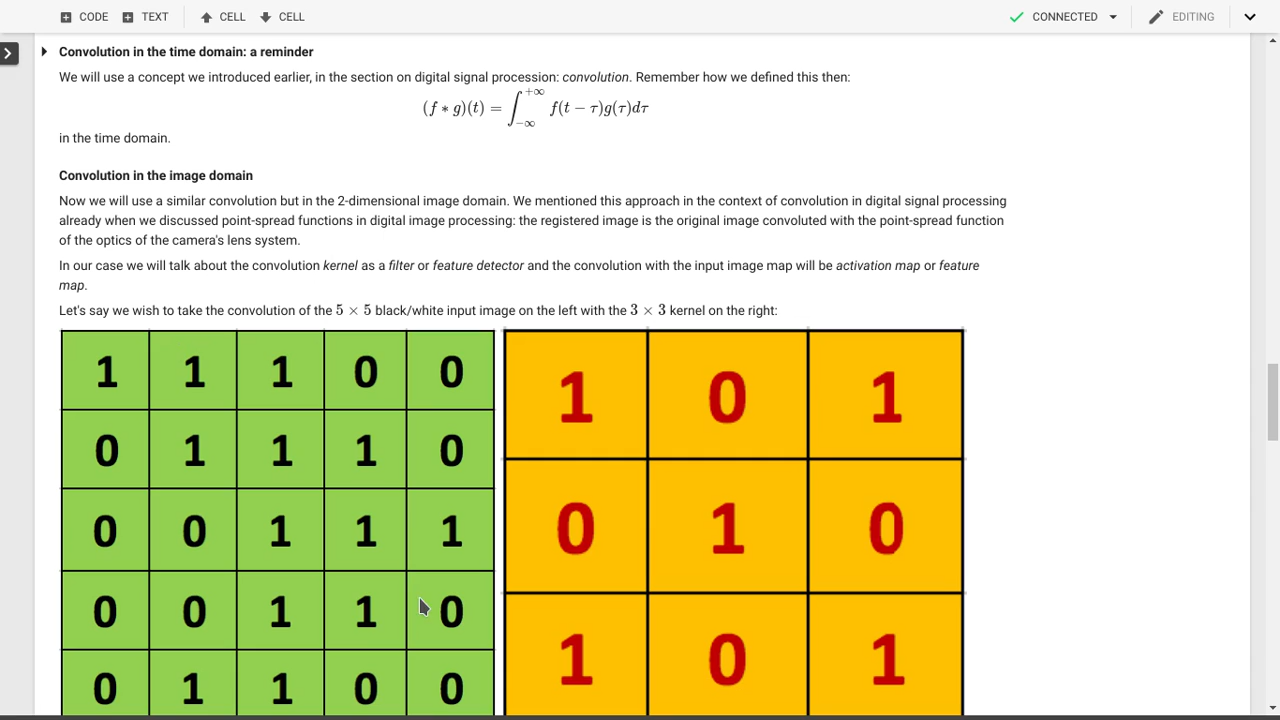 CODE TEXT CELL CELL CONNECTED EDITING
Convolution in the time domain: a reminder
We will use a concept we introduced earlier, in the section on digital signal procession: convolution. Remember how we defined this then:
(f ∗ g)(t) = ∫_{−∞}^{+∞} f(t − τ)g(τ)dτ
in the time domain.
Convolution in the image domain
Now we will use a similar convolution but in the 2-dimensional image domain. We mentioned this approach in the context of convolution in digital signal processing
already when we discussed point-spread functions in digital image processing: the registered image is the original image convoluted with the point-spread function
of the optics of the camera's lens system.
In our case we will talk about the convolution kernel as a filter or feature detector and the convolution with the input image map will be activation map or feature
map.
Let's say we wish to take the convolution of the 5 × 5 black/white input image on the left with the 3 × 3 kernel on the right:
1 1 1 0 0
0 1 1 1 0
0 0 1 1 1
0 0 1 1 0
0 1 1 0 0
1 0 1
0 1 0
1 0 1